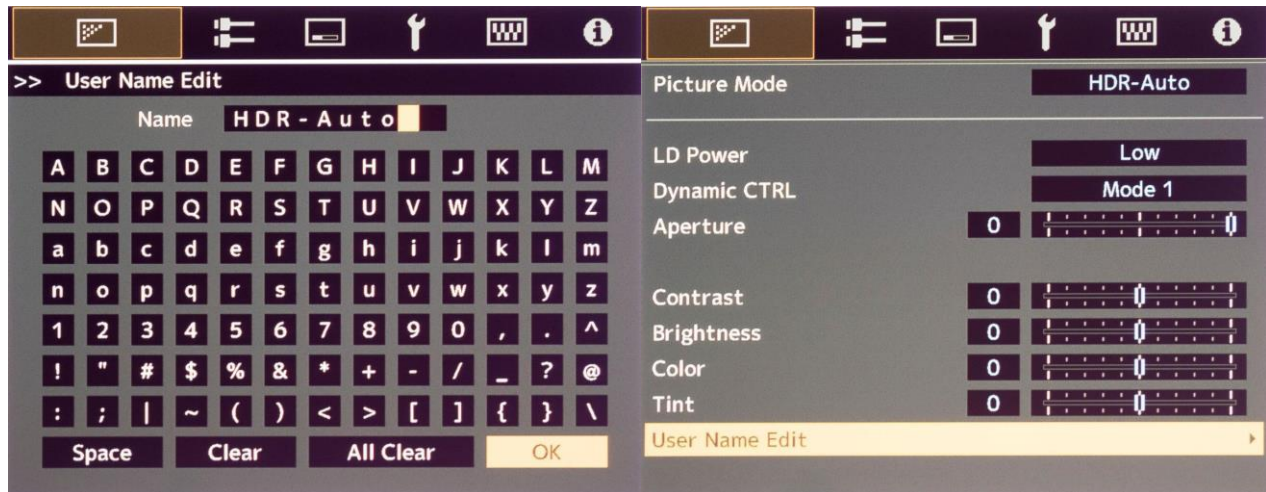 >> User Name Edit
Name HDR-Auto
A B C D E F G H I J K L M
N O P Q R S T U V W X Y Z
a b c d e f g h i j k l m
n o p q r s t u v w x y z
1 2 3 4 5 6 7 8 9 0 , . ^
! " # $ % & * + - / _ ? @
: ; | ~ ( ) < > [ ] { } \
Space Clear All Clear OK
Picture Mode HDR-Auto
LD Power Low
Dynamic CTRL Mode 1
Aperture 0
Contrast 0
Brightness 0
Color 0
Tint 0
User Name Edit